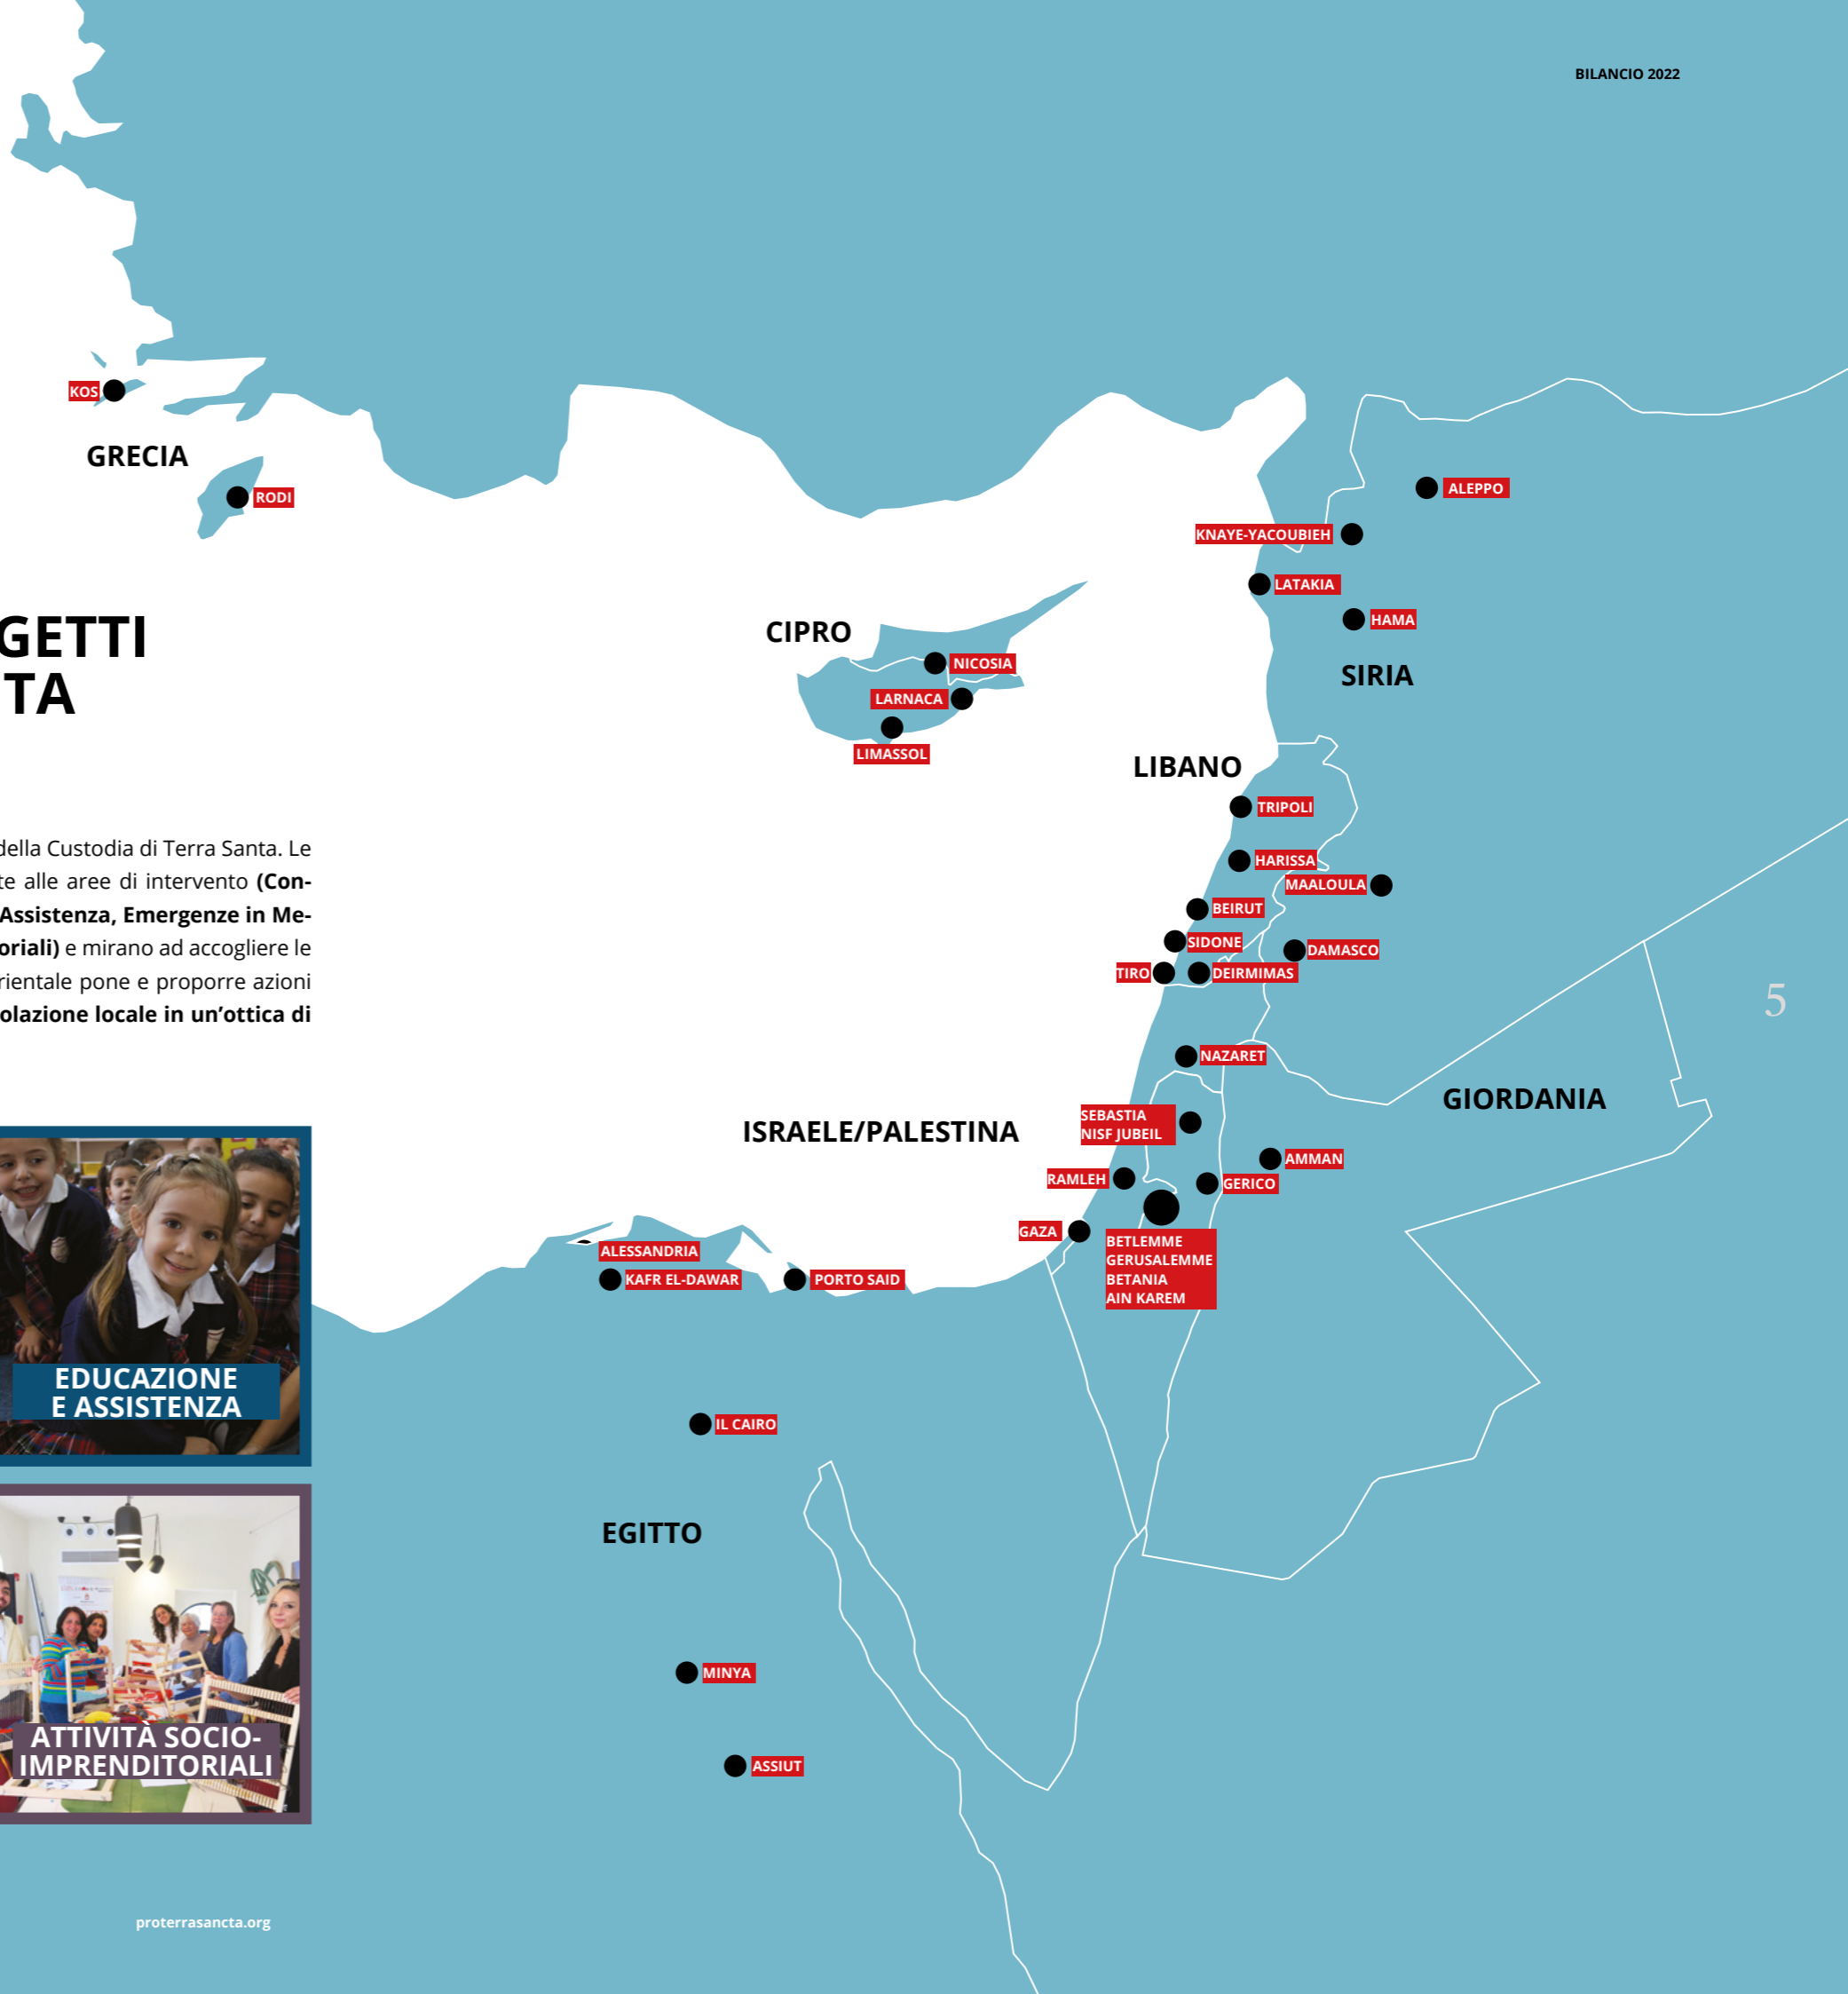 BILANCIO 2022
KOS
GRECIA
RODI
ALEPPO
KNAYE-YACOUBIEH
LATAKIA
HAMA
SIRIA
GETTI
TA
CIPRO
NICOSIA
LARNACA
LIMASSOL
LIBANO
TRIPOLI
HARISSA
MAALOULA
BEIRUT
SIDONE
DAMASCO
TIRO
DEIRMIMAS
della Custodia di Terra Santa. Le
te alle aree di intervento (Con-
Assistenza, Emergenze in Me-
oriali) e mirano ad accogliere le
rientale pone e proporre azioni
olazione locale in un’ottica di
5
NAZARET
GIORDANIA
ISRAELE/PALESTINA
SEBASTIA
NISF JUBEIL
AMMAN
RAMLEH
GERICO
GAZA
BETLEMME
GERUSALEMME
BETANIA
AIN KAREM
ALESSANDRIA
KAFR EL-DAWAR
PORTO SAID
EDUCAZIONE
E ASSISTENZA
IL CAIRO
EGITTO
MINYA
ATTIVITÀ SOCIO-
IMPRENDITORIALI
ASSIUT
proterrasancta.org